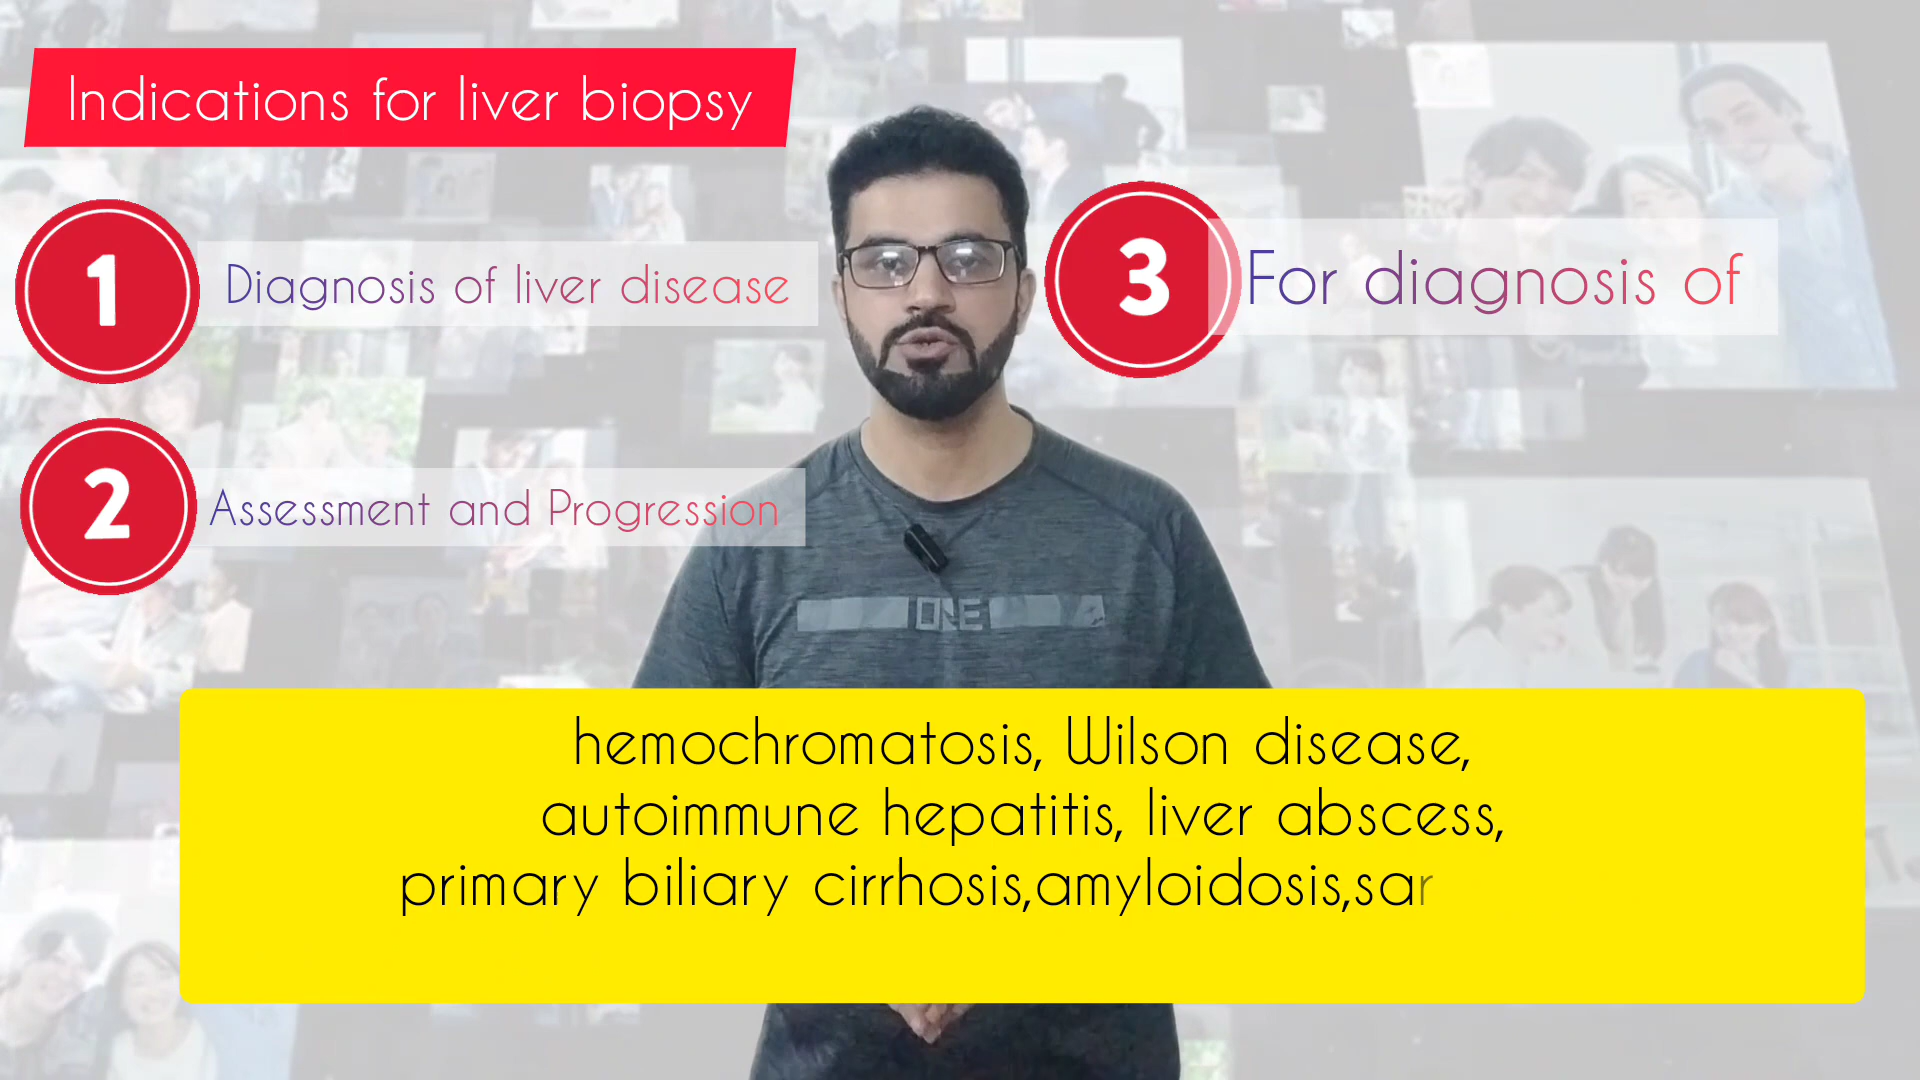 Indications for liver biopsy
1
Diagnosis of liver disease
2
Assessment and Progression
3
For diagnosis of
ONE
hemochromatosis, Wilson disease,
autoimmune hepatitis, liver abscess,
primary biliary cirrhosis,amyloidosis,sar